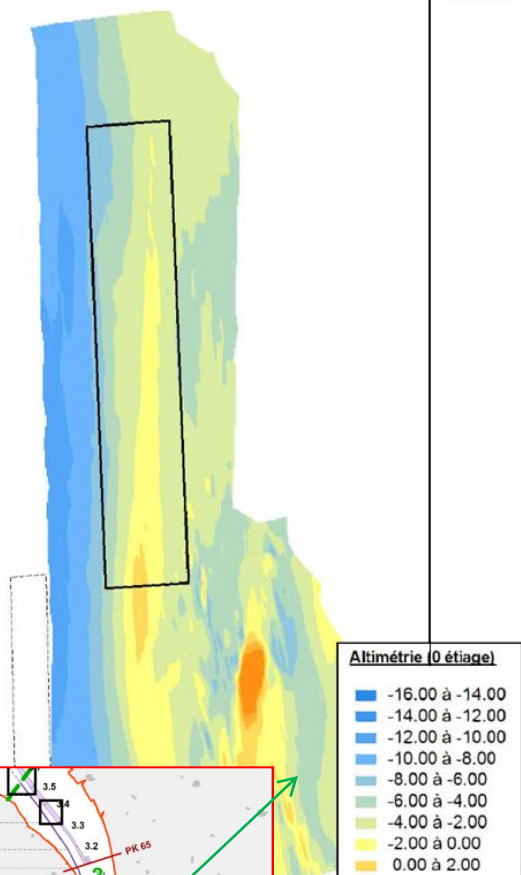 Altimétrie (0 étiage)
-16.00 à -14.00
-14.00 à -12.00
-12.00 à -10.00
-10.00 à -8.00
-8.00 à -6.00
-6.00 à -4.00
-4.00 à -2.00
-2.00 à 0.00
0.00 à 2.00
3.5
3.4
3.3
3.2
PK 65